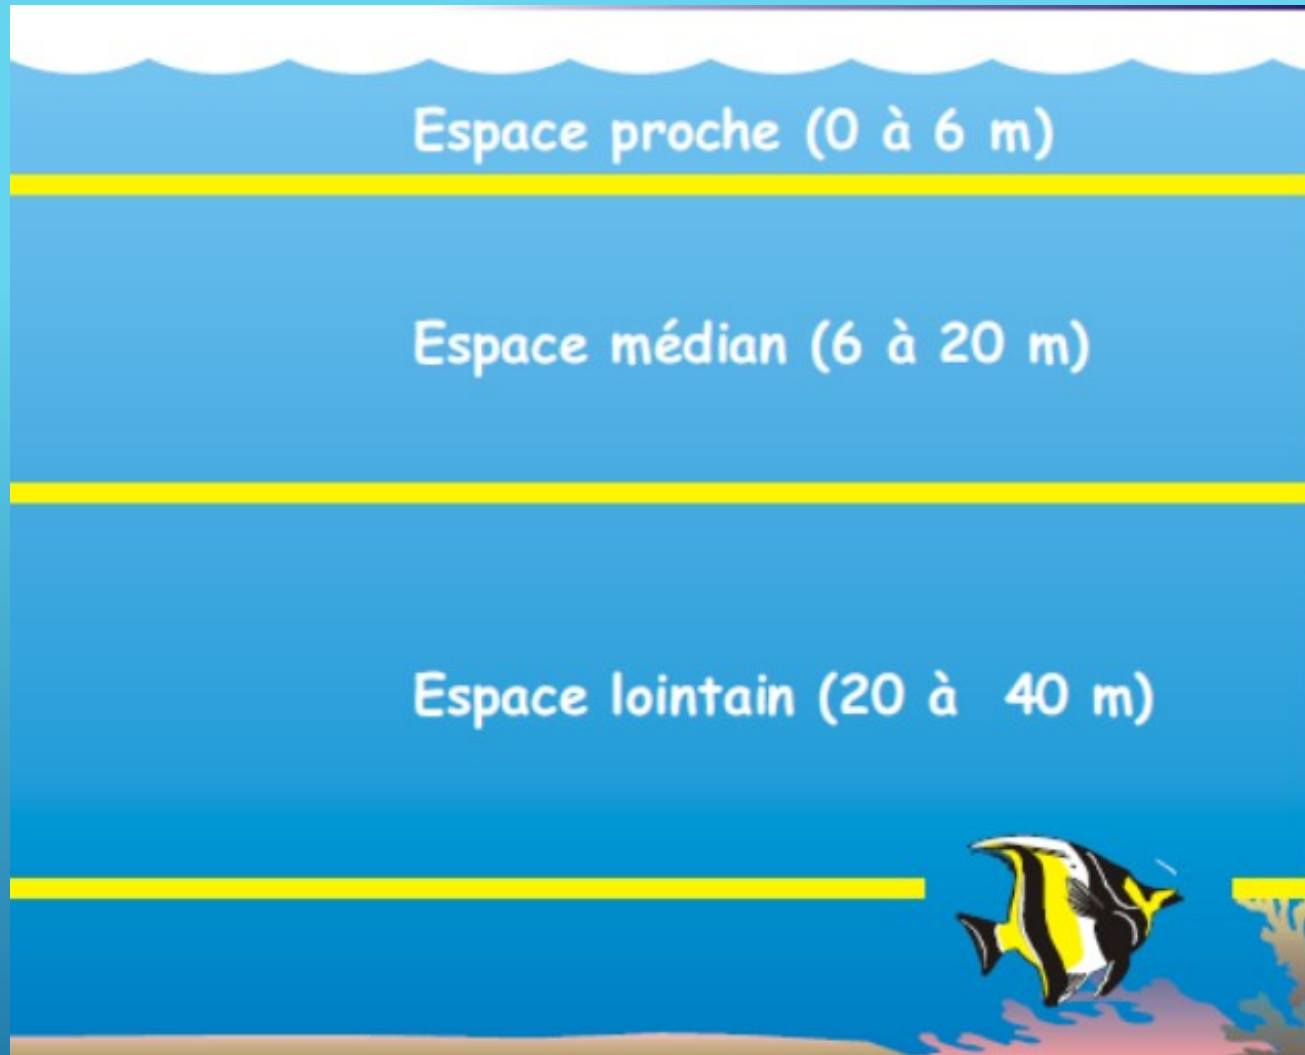 Espace proche (0 à 6 m)
Espace médian (6 à 20 m)
Espace lointain (20 à 40 m)